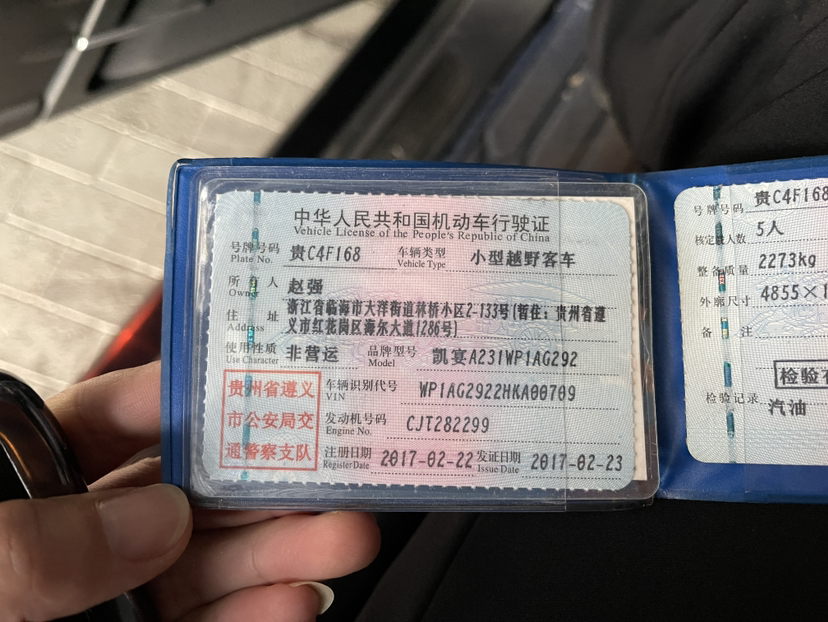 中华人民共和国机动车行驶证
Vehicle License of the People's Republic of China
号牌号码 Plate No. 贵C4F168 车辆类型 Vehicle Type 小型越野客车
所有人 Owner 赵强
住址 Address 浙江省临海市大洋街道林桥小区2-133号(暂住:贵州省遵
义市红花岗区海尔大道1286号)
使用性质 Use Character 非营运 品牌型号 Model 凯宴A231WP1AG292
贵州省遵义
市公安局交
通警察支队
车辆识别代号 VIN WP1AG2922HKA00709
发动机号码 Engine No. CJT282299
注册日期 Register Date 2017-02-22 发证日期 Issue Date 2017-02-23
号牌号码 贵C4F168
核定载人数 5人
整备质量 2273kg
外廓尺寸 4855×1
备注
检验记录 检验有
汽油